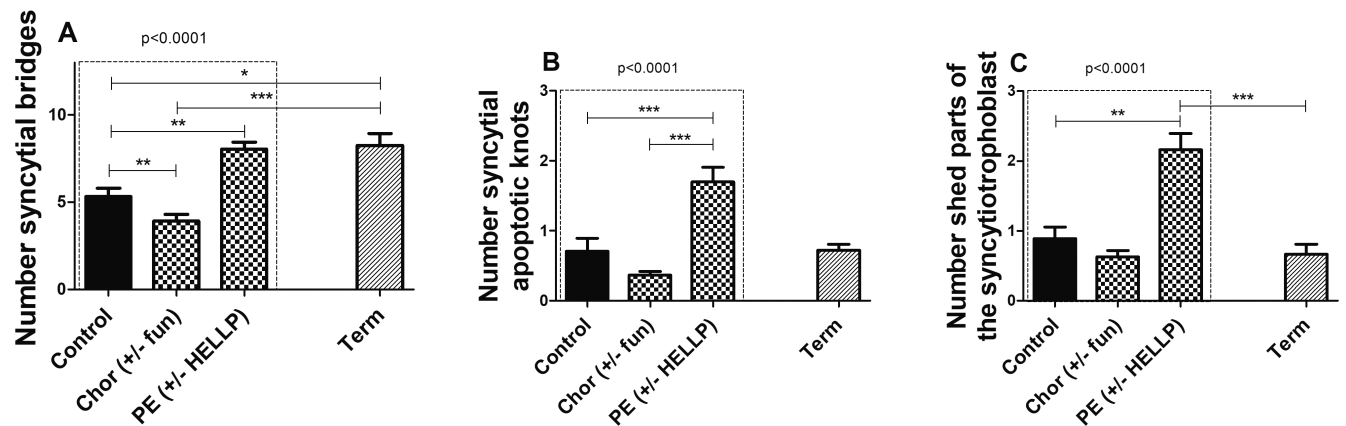 A
p<0.0001
Number syncytial bridges
10
5
0
*
***
**
**
Control
Chor (+/- fun)
PE (+/- HELLP)
Term
B
p<0.0001
Number syncytial
apoptotic knots
3
2
1
0
***
***
Control
Chor (+/- fun)
PE (+/- HELLP)
Term
C
p<0.0001
Number shed parts of
the syncytiotrophoblast
3
2
1
0
***
**
Control
Chor (+/- fun)
PE (+/- HELLP)
Term